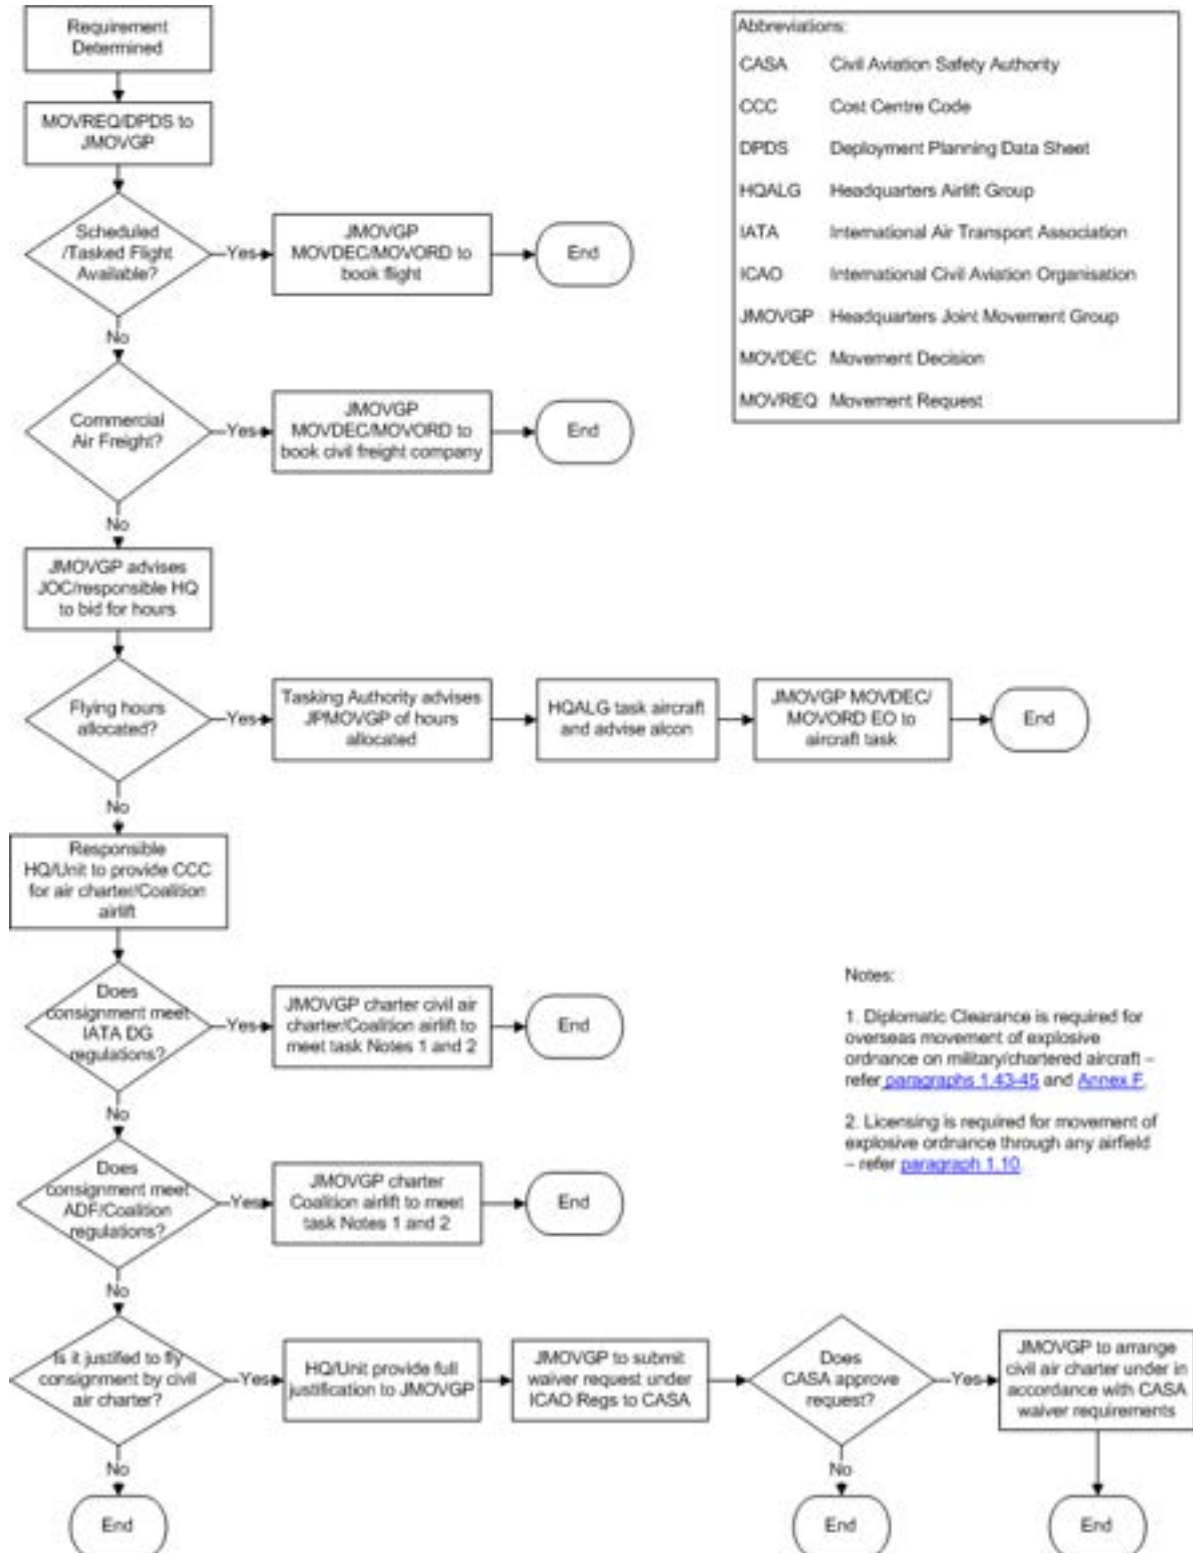 Requirement
Determined
MOVREQ/DPDS to
JMOVGP
Scheduled
/Tasked Flight
Available?
Yes
JMOVGP
MOVDEC/MOVORD to
book flight
End
No
Commercial
Air Freight?
Yes
JMOVGP
MOVDEC/MOVORD to
book civil freight company
End
No
JMOVGP advises
JOC/responsible HQ
to bid for hours
Flying hours
allocated?
Yes
Tasking Authority advises
JPMOVGP of hours
allocated
HQALG task aircraft
and advise alcon
JMOVGP MOVDEC/
MOVORD EO to
aircraft task
End
No
Responsible
HQ/Unit to provide CCC
for air charter/Coalition
airlift
Does
consignment meet
IATA DG
regulations?
Yes
JMOVGP charter civil air
charter/Coalition airlift to
meet task Notes 1 and 2
End
No
Does
consignment meet
ADF/Coalition
regulations?
Yes
JMOVGP charter
Coalition airlift to meet
task Notes 1 and 2
End
No
Is it justifed to fly
consignment by civil
air charter?
Yes
HQ/Unit provide full
justification to JMOVGP
JMOVGP to submit
waiver request under
ICAO Regs to CASA
Does
CASA approve
request?
Yes
JMOVGP to arrange
civil air charter under in
accordance with CASA
waiver requirements
No
End
No
End
End
Abbreviations:
CASA Civil Aviation Safety Authority
CCC Cost Centre Code
DPDS Deployment Planning Data Sheet
HQALG Headquarters Airlift Group
IATA International Air Transport Association
ICAO International Civil Aviation Organisation
JMOVGP Headquarters Joint Movement Group
MOVDEC Movement Decision
MOVREQ Movement Request
Notes:
1. Diplomatic Clearance is required for
overseas movement of explosive
ordnance on military/chartered aircraft –
refer paragraphs 1.43-45 and Annex F.
2. Licensing is required for movement of
explosive ordnance through any airfield
– refer paragraph 1.10.